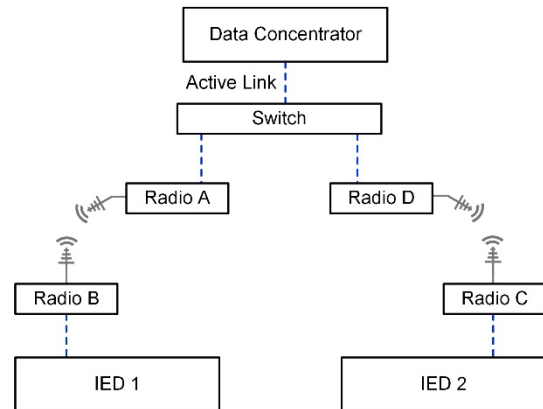 Data Concentrator
Active Link
Switch
Radio A
Radio D
Radio B
Radio C
IED 1
IED 2